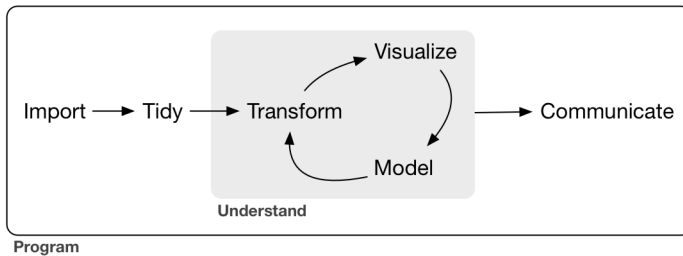 Visualize
Import
Tidy
Transform
Communicate
Model
Understand
Program